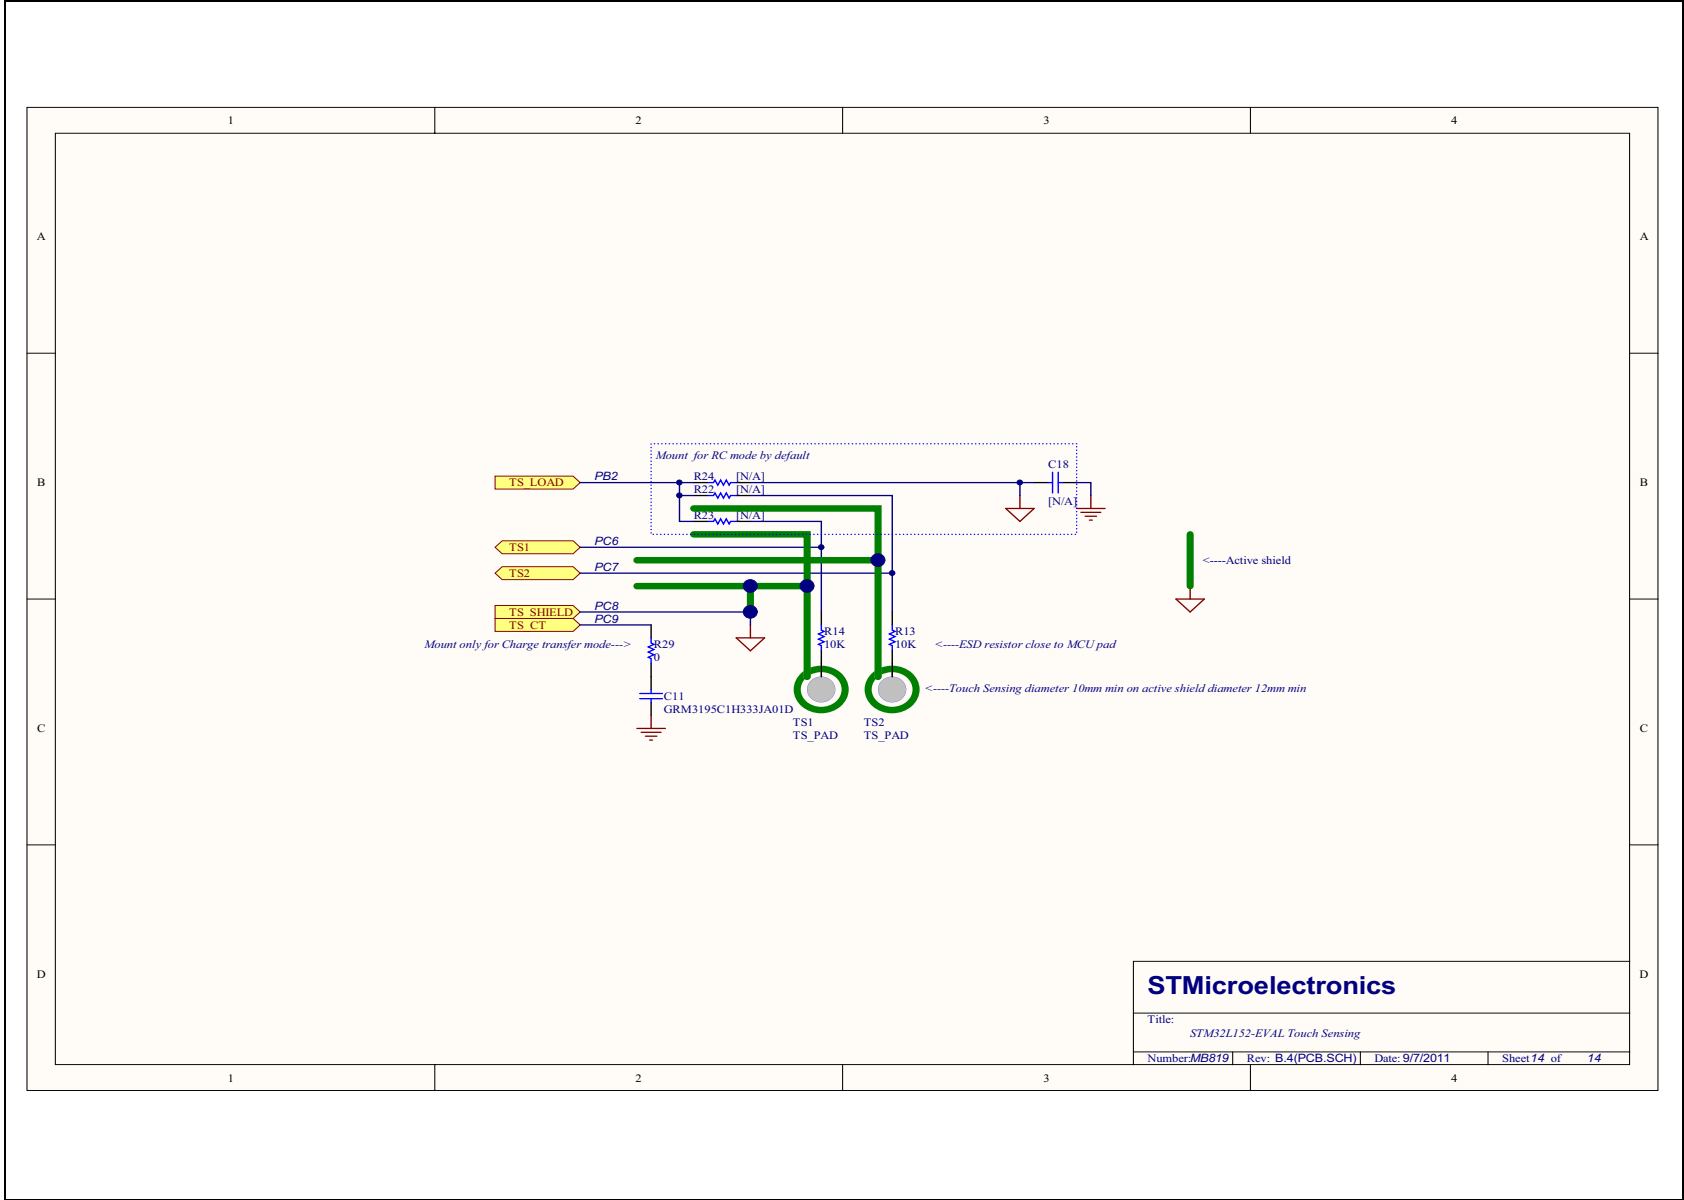 1 2 3 4
A A
Mount for RC mode by default
C18
TS_LOAD PB2 R24 [N/A]
B B
R22 [N/A]
[N/A]
R23 [N/A]
TS1 PC6
<----Active shield
TS2 PC7
TS_SHIELD PC8
TS_CT PC9
R14 R13
Mount only for Charge transfer mode---> R29 10K 10K <----ESD resistor close to MCU pad
0
<----Touch Sensing diameter 10mm min on active shield diameter 12mm min
C11
GRM3195C1H333JA01D
TS1 TS2
C C
TS_PAD TS_PAD
D D
STMicroelectronics
Title:
STM32L152-EVAL Touch Sensing
Number:MB819 Rev: B.4(PCB.SCH) Date: 9/7/2011 Sheet 14 of 14
1 2 3 4